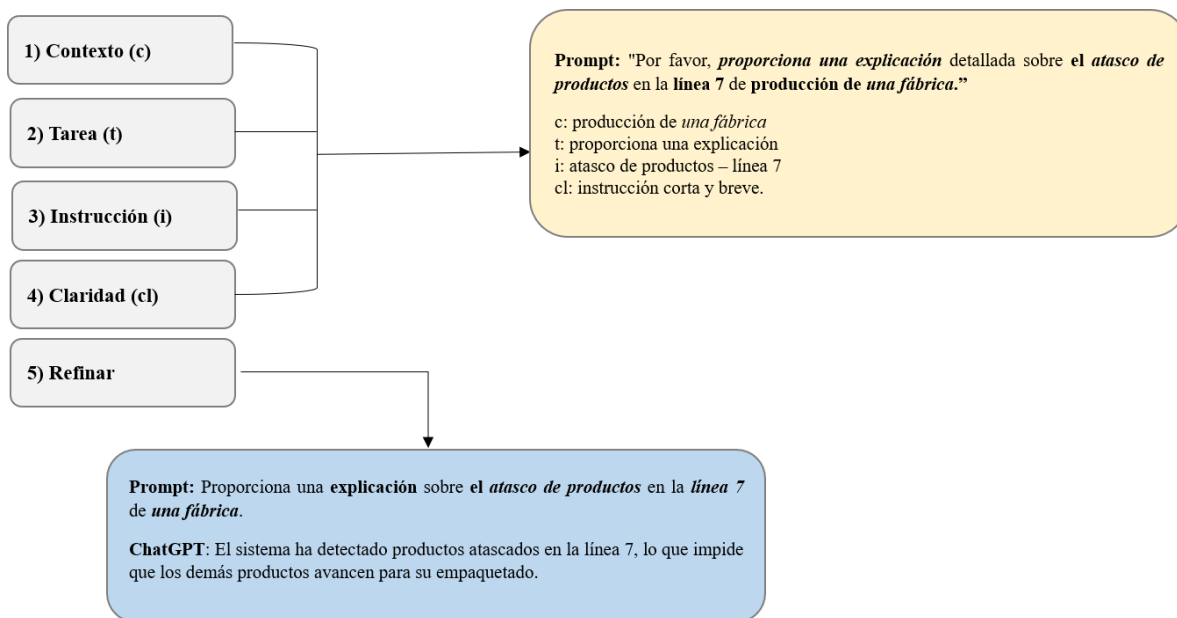 1) Contexto (c)
2) Tarea (t)
3) Instrucción (i)
4) Claridad (cl)
5) Refinar
Prompt: "Por favor, proporciona una explicación detallada sobre el atasco de
productos en la línea 7 de producción de una fábrica.”
c: producción de una fábrica
t: proporciona una explicación
i: atasco de productos – línea 7
cl: instrucción corta y breve.
Prompt: Proporciona una explicación sobre el atasco de productos en la línea 7
de una fábrica.
ChatGPT: El sistema ha detectado productos atascados en la línea 7, lo que impide
que los demás productos avancen para su empaquetado.